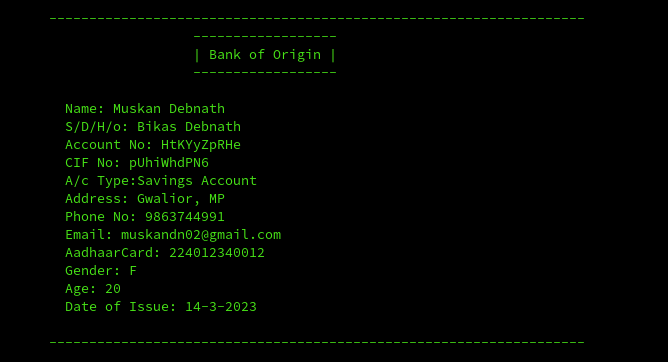 -------------------------------------------------------------------
------------------
| Bank of Origin |
------------------
Name: Muskan Debnath
S/D/H/o: Bikas Debnath
Account No: HtKYyZpRHe
CIF No: pUhiWhdPN6
A/c Type:Savings Account
Address: Gwalior, MP
Phone No: 9863744991
Email: muskandn02@gmail.com
AadhaarCard: 224012340012
Gender: F
Age: 20
Date of Issue: 14-3-2023
-------------------------------------------------------------------